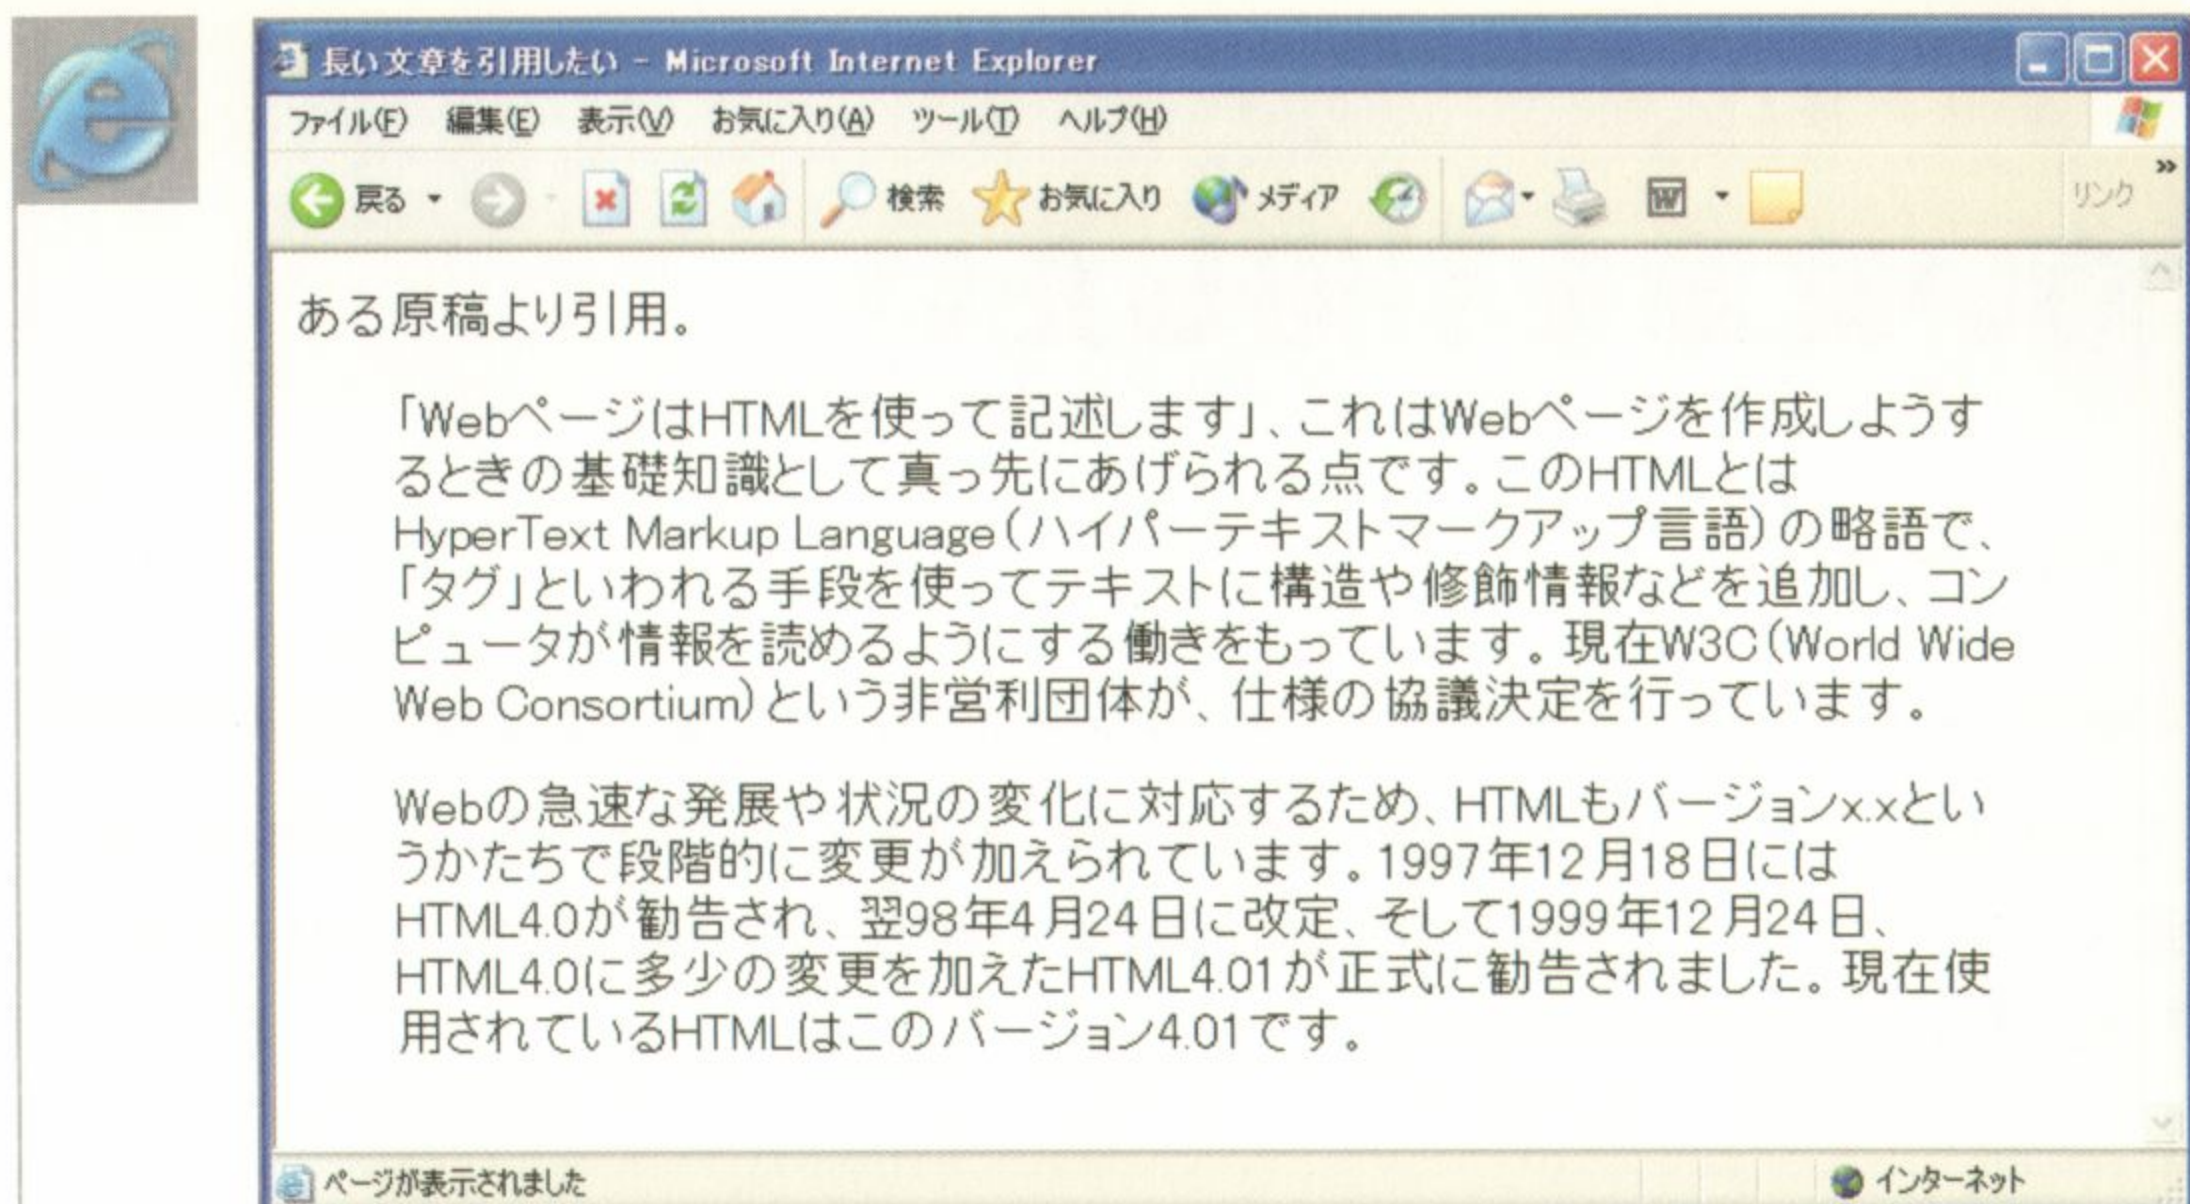 長い文章を引用したい - Microsoft Internet Explorer
ファイル(F) 編集(E) 表示(V) お気に入り(A) ツール(T) ヘルプ(H)
戻る 検索 お気に入り メディア W リンク »
ある原稿より引用。
「WebページはHTMLを使って記述します」、これはWebページを作成しようす
るときの基礎知識として真っ先にあげられる点です。このHTMLとは
HyperText Markup Language(ハイパーテキストマークアップ言語)の略語で、
「タグ」といわれる手段を使ってテキストに構造や修飾情報などを追加し、コン
ピュータが情報を読めるようにする働きをもっています。現在W3C(World Wide
Web Consortium)という非営利団体が、仕様の協議決定を行っています。
Webの急速な発展や状況の変化に対応するため、HTMLもバージョンx.xとい
うかたちで段階的に変更が加えられています。1997年12月18日には
HTML4.0が勧告され、翌98年4月24日に改定、そして1999年12月24日、
HTML4.0に多少の変更を加えたHTML4.01が正式に勧告されました。現在使
用されているHTMLはこのバージョン4.01です。
ページが表示されました インターネット